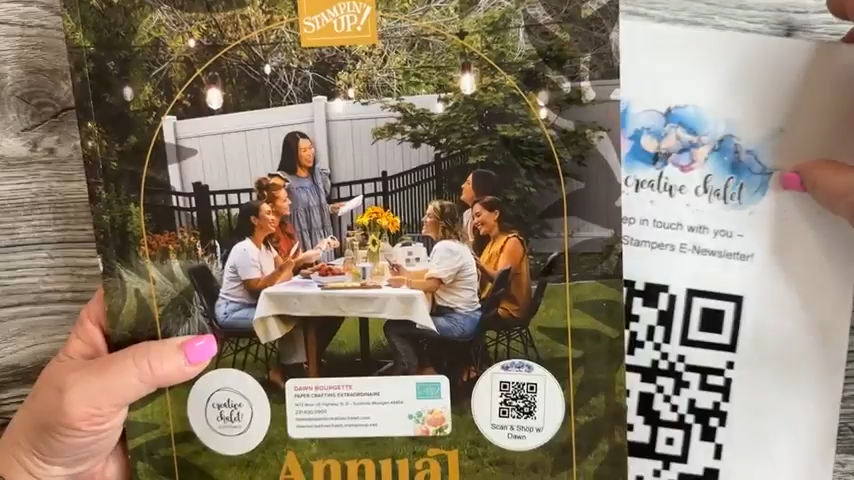 STAMPIN' UP!
creative chalet
eep in touch with you –
Stampers E-Newsletter!
creative
chalet
DAWN BOURGETTE
PAPER CRAFTING EXTRAORDINAIRE
Scan & Shop w/
Dawn
Annual